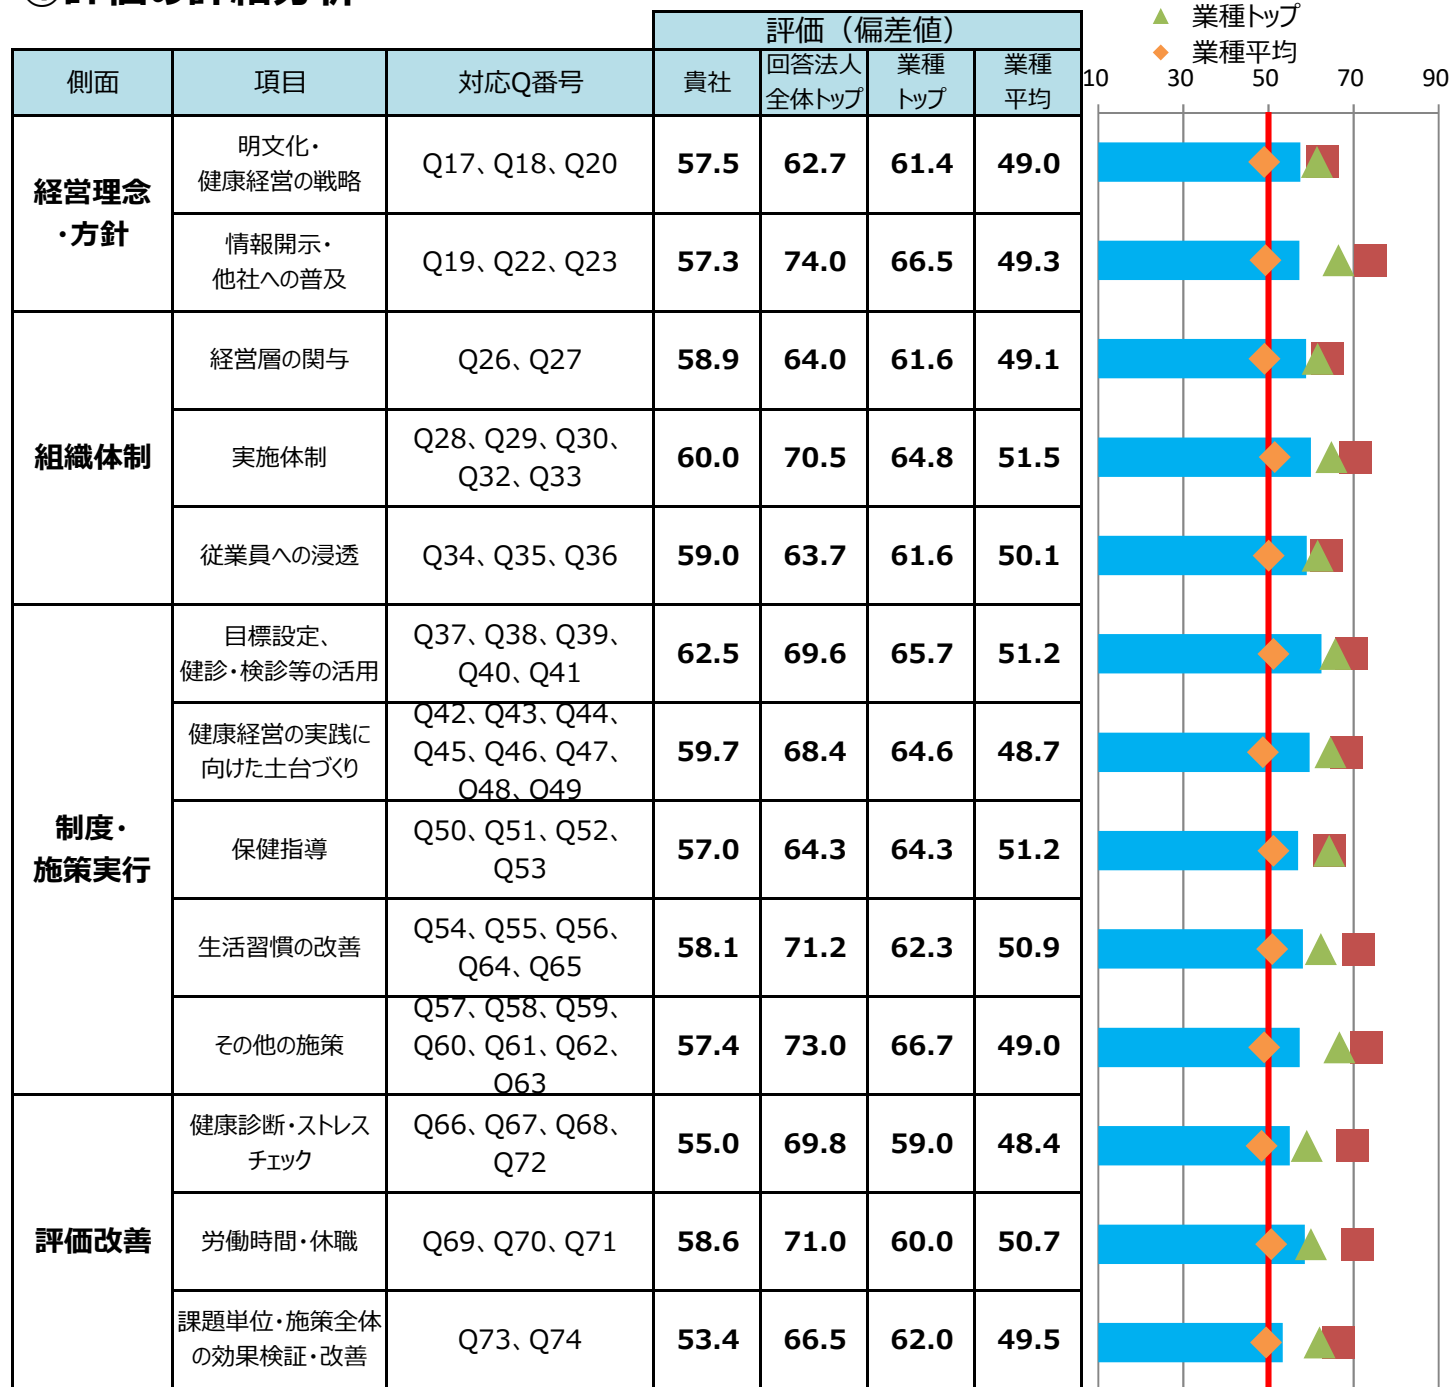 ③評価の詳細分析
評価（偏差値）
▲ 業種トップ
◆ 業種平均
側面 項目 対応Q番号 貴社 回答法人 業種 業種
全体トップ トップ 平均
10 30 50 70 90
経営理念
・方針
明文化・
健康経営の戦略
Q17、Q18、Q20 57.5 62.7 61.4 49.0
情報開示・
他社への普及
Q19、Q22、Q23 57.3 74.0 66.5 49.3
組織体制
経営層の関与 Q26、Q27 58.9 64.0 61.6 49.1
実施体制
Q28、Q29、Q30、
Q32、Q33
60.0 70.5 64.8 51.5
従業員への浸透 Q34、Q35、Q36 59.0 63.7 61.6 50.1
制度・
施策実行
目標設定、
健診・検診等の活用
Q37、Q38、Q39、
Q40、Q41
62.5 69.6 65.7 51.2
健康経営の実践に
向けた土台づくり
Q42、Q43、Q44、
Q45、Q46、Q47、
Q48、Q49
59.7 68.4 64.6 48.7
保健指導
Q50、Q51、Q52、
Q53
57.0 64.3 64.3 51.2
生活習慣の改善
Q54、Q55、Q56、
Q64、Q65
58.1 71.2 62.3 50.9
その他の施策
Q57、Q58、Q59、
Q60、Q61、Q62、
Q63
57.4 73.0 66.7 49.0
評価改善
健康診断・ストレス
チェック
Q66、Q67、Q68、
Q72
55.0 69.8 59.0 48.4
労働時間・休職 Q69、Q70、Q71 58.6 71.0 60.0 50.7
課題単位・施策全体
の効果検証・改善
Q73、Q74 53.4 66.5 62.0 49.5